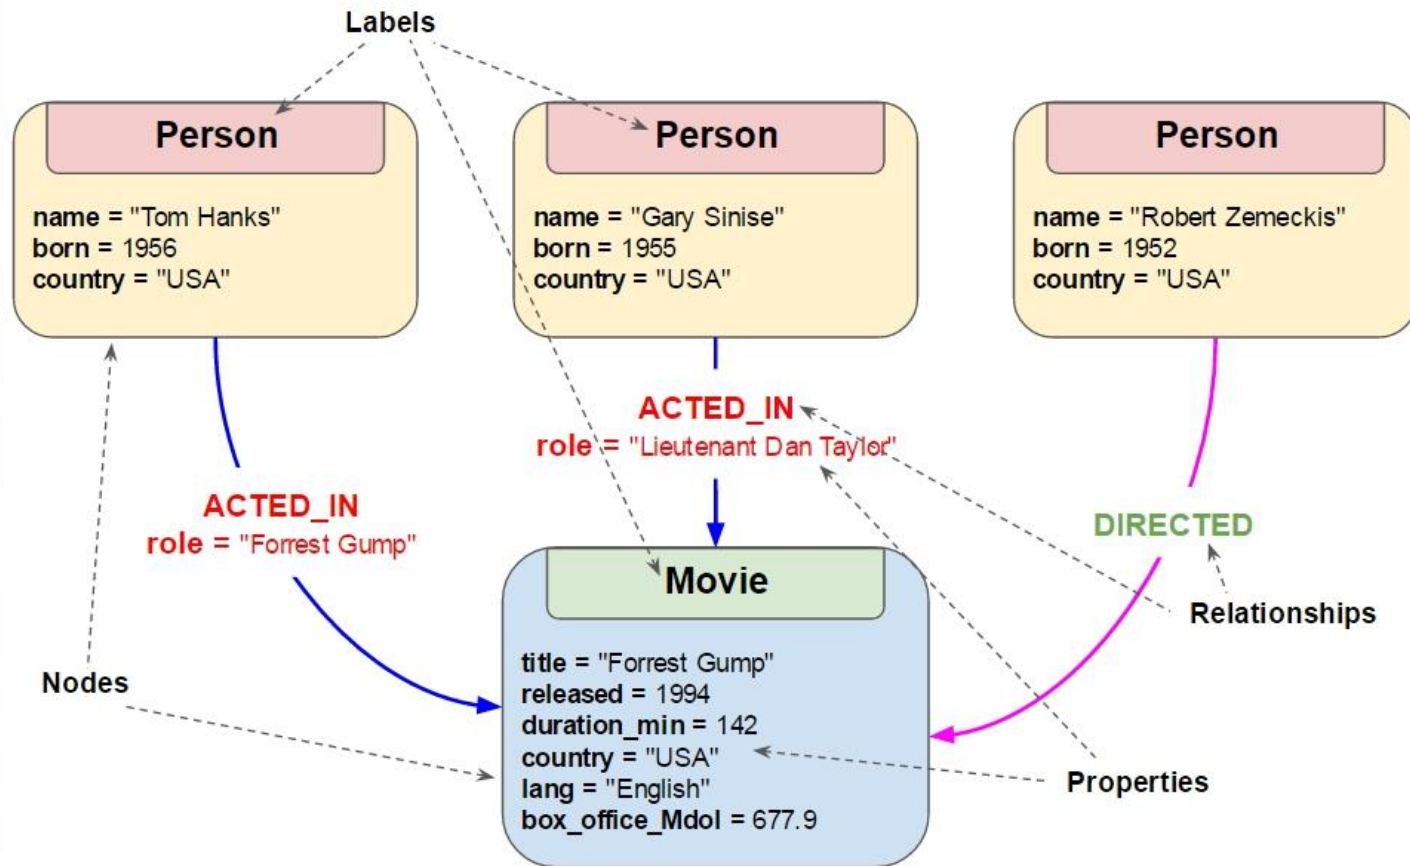 Labels
Person
name = "Tom Hanks"
born = 1956
country = "USA"
Person
name = "Gary Sinise"
born = 1955
country = "USA"
Person
name = "Robert Zemeckis"
born = 1952
country = "USA"
ACTED_IN
role = "Lieutenant Dan Taylor"
ACTED_IN
role = "Forrest Gump"
DIRECTED
Relationships
Nodes
Movie
title = "Forrest Gump"
released = 1994
duration_min = 142
country = "USA"
lang = "English"
box_office_Mdol = 677.9
Properties